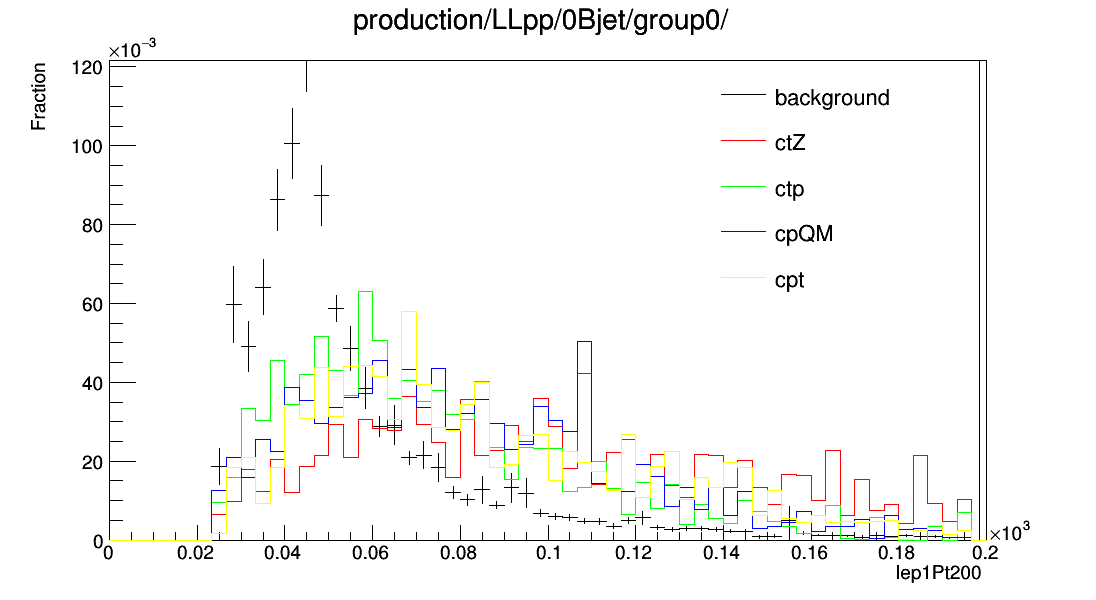 production/LLpp/0Bjet/group0/
×10⁻³
Fraction
120
100
80
60
40
20
0
background
ctZ
ctp
cpQM
cpt
0 0.02 0.04 0.06 0.08 0.1 0.12 0.14 0.16 0.18 0.2
×10³
lep1Pt200